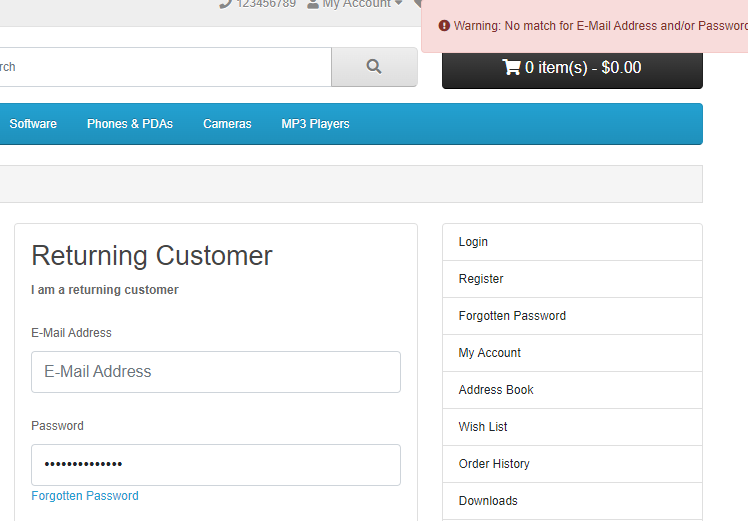 123456789 My Account
Warning: No match for E-Mail Address and/or
0 item(s) - $0.00
Software Phones & PDAs Cameras MP3 Players
Returning Customer
I am a returning customer
E-Mail Address
E-Mail Address
Password
••••••••••••••
Forgotten Password
Login
Register
Forgotten Password
My Account
Address Book
Wish List
Order History
Downloads